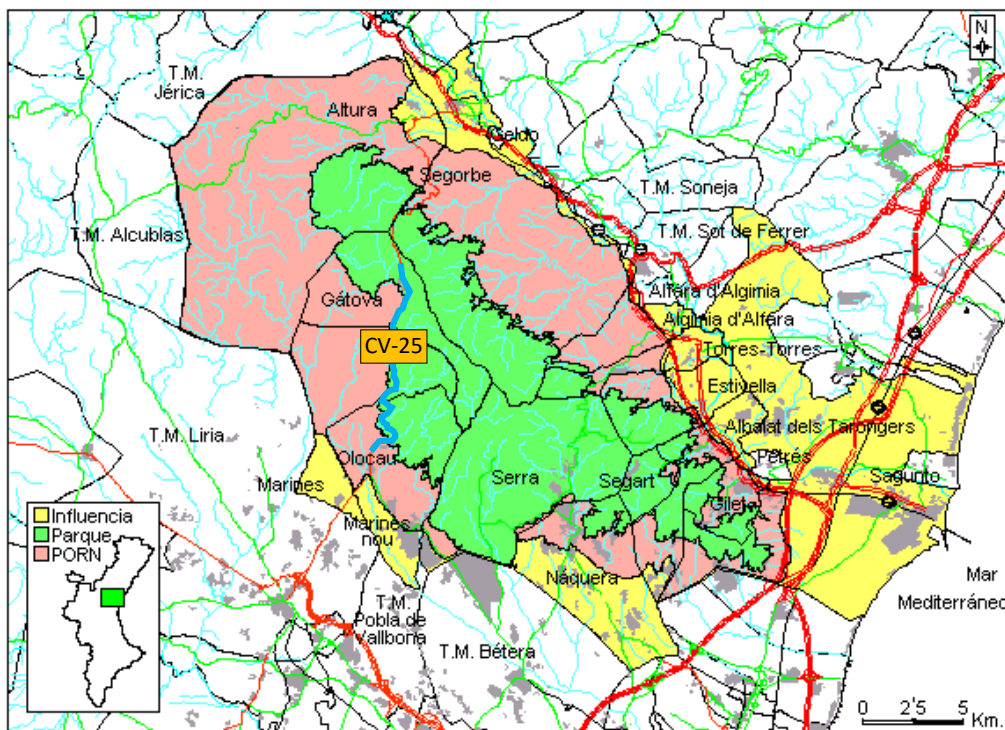 N
T.M.
Jérica
Altura
Geldo
Segorbe
T.M. Soneja
T.M. Alcublas
T.M. Sot de Ferrer
Gátova
Alfara d'Algimia
Algimia d'Alfara
CV-25
Torres-Torres
Estivella
T.M. Liria
Albalat dels Tarongers
Olocau
Petrés
Marines
Serra
Segart
Sagunto
Gilet
Influencia
Parque
PORN
Marines
nou
Náquera
Mar
Mediterráneo
T.M.
Pobla de
Vallbona
T.M. Bétera
0 2'5 5
Km.